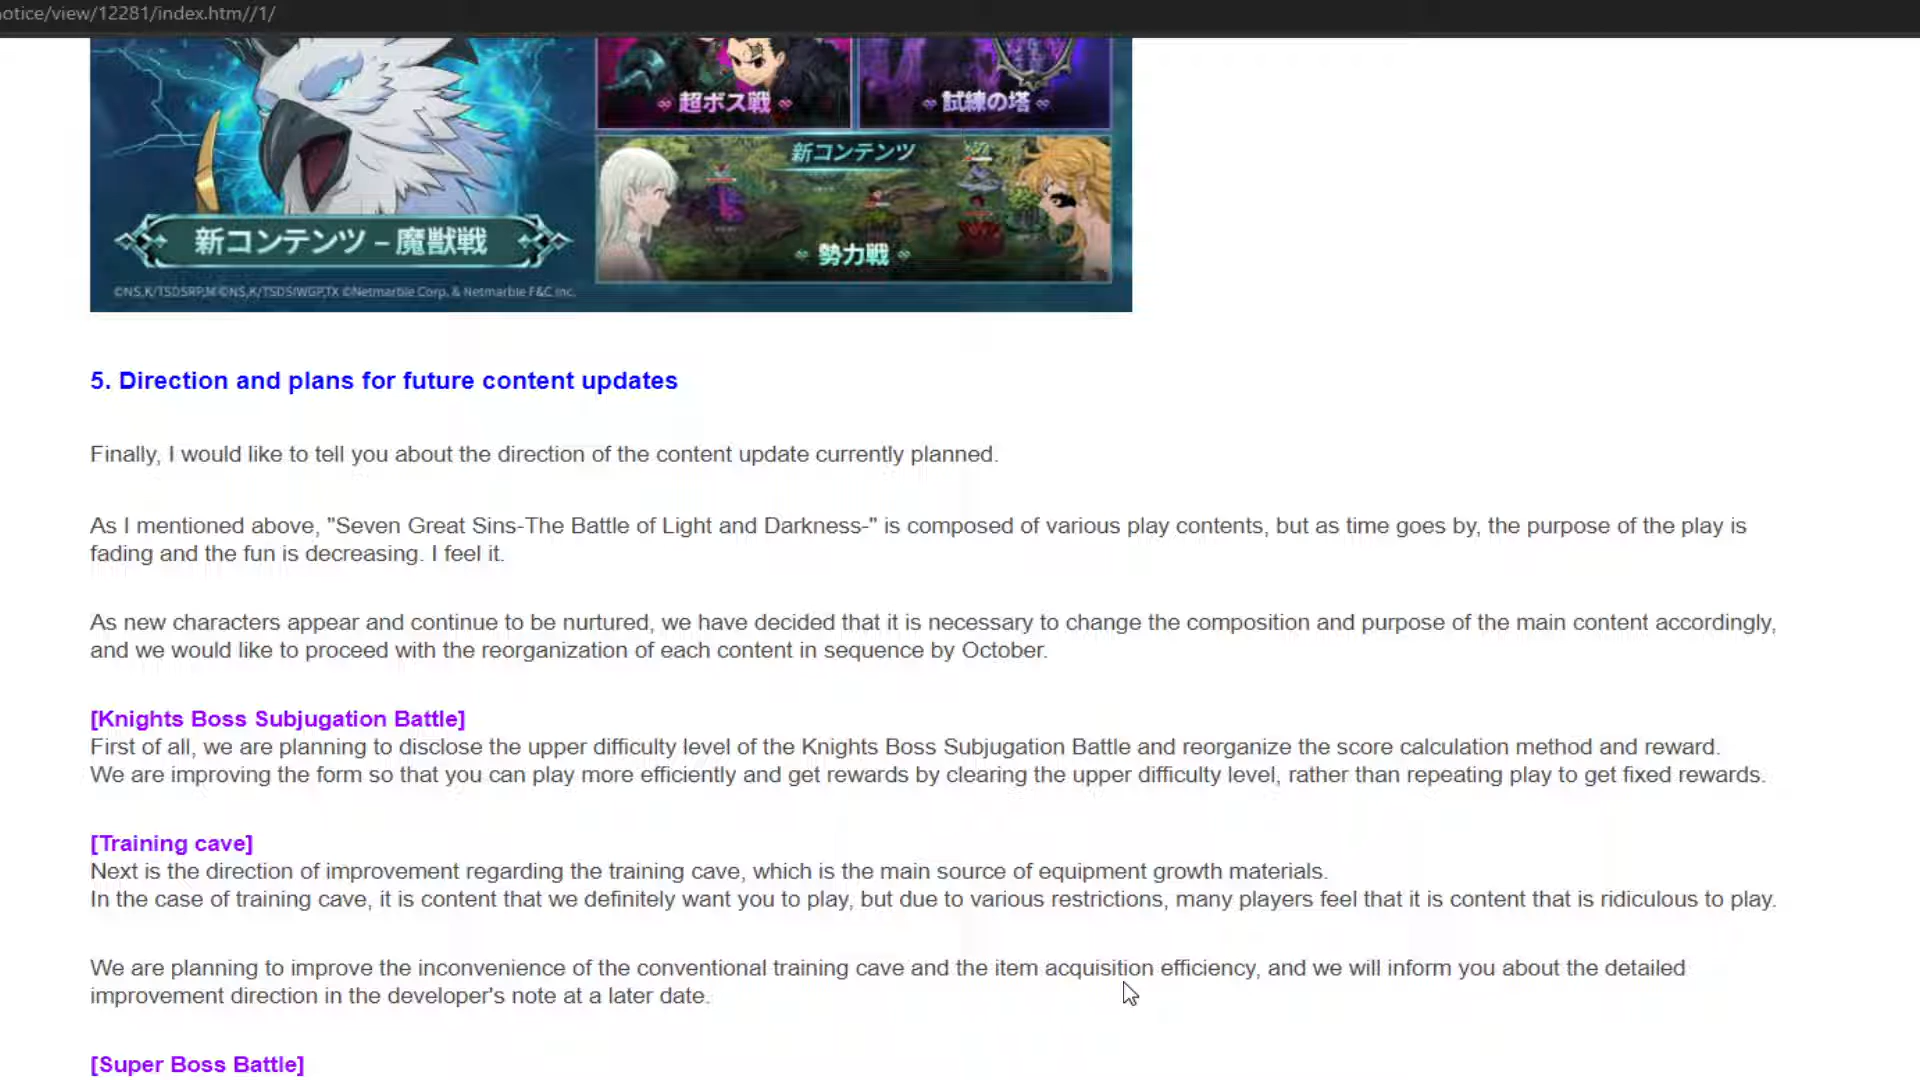 otice/view/12281/index.htm//1/
超ボス戦
試練の塔
新コンテンツ
新コンテンツ – 魔獣戦
勢力戦
©NS,K/TSDSRP,M ©NS,K/TSDSIWGP,TX ©Netmarble Corp. & Netmarble F&C Inc.
5. Direction and plans for future content updates
Finally, I would like to tell you about the direction of the content update currently planned.
As I mentioned above, "Seven Great Sins-The Battle of Light and Darkness-" is composed of various play contents, but as time goes by, the purpose of the play is
fading and the fun is decreasing. I feel it.
As new characters appear and continue to be nurtured, we have decided that it is necessary to change the composition and purpose of the main content accordingly,
and we would like to proceed with the reorganization of each content in sequence by October.
[Knights Boss Subjugation Battle]
First of all, we are planning to disclose the upper difficulty level of the Knights Boss Subjugation Battle and reorganize the score calculation method and reward.
We are improving the form so that you can play more efficiently and get rewards by clearing the upper difficulty level, rather than repeating play to get fixed rewards.
[Training cave]
Next is the direction of improvement regarding the training cave, which is the main source of equipment growth materials.
In the case of training cave, it is content that we definitely want you to play, but due to various restrictions, many players feel that it is content that is ridiculous to play.
We are planning to improve the inconvenience of the conventional training cave and the item acquisition efficiency, and we will inform you about the detailed
improvement direction in the developer's note at a later date.
[Super Boss Battle]